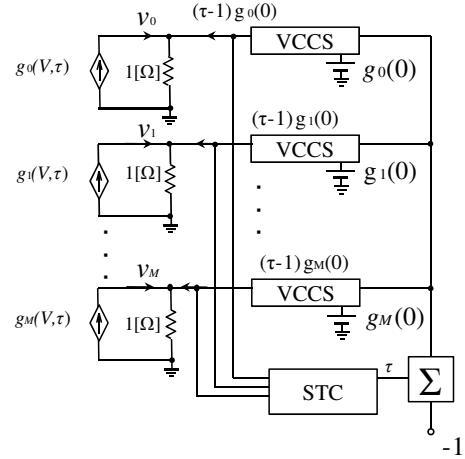 v0 (τ-1) g0(0)
VCCS
g0(V,τ) 1[Ω] g0(0)
v1 (τ-1) g1(0)
VCCS
g1(V,τ) 1[Ω] g1(0)
vM (τ-1) gM(0)
VCCS
gM(V,τ) 1[Ω] gM(0)
STC τ Σ
-1